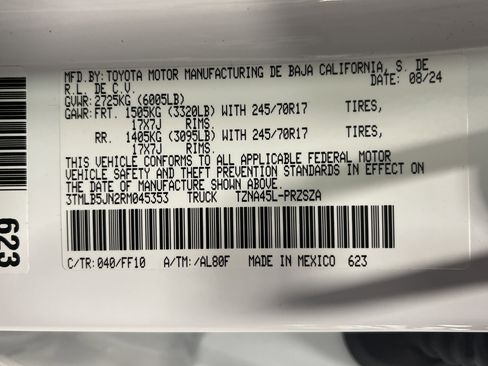 MFD.BY:TOYOTA MOTOR MANUFACTURING DE BAJA CALIFORNIA, S. DE
R.L. DE C.V. DATE: 08/24
GVWR: 2725KG (6005LB)
GAWR:FRT. 1505KG (3320LB) WITH 245/70R17 TIRES,
17X7J RIMS
RR. 1405KG (3095LB) WITH 245/70R17 TIRES,
17X7J RIMS
THIS VEHICLE CONFORMS TO ALL APPLICABLE FEDERAL MOTOR
VEHICLE SAFETY AND THEFT PREVENTION STANDARDS IN EFFECT ON
THE DATE OF MANUFACTURE SHOWN ABOVE.
3TMLB5JN2RM045353 TRUCK TZNA45L-PRZSZA
C/TR: 040/FF10 A/TM: /AL80F MADE IN MEXICO 623
623